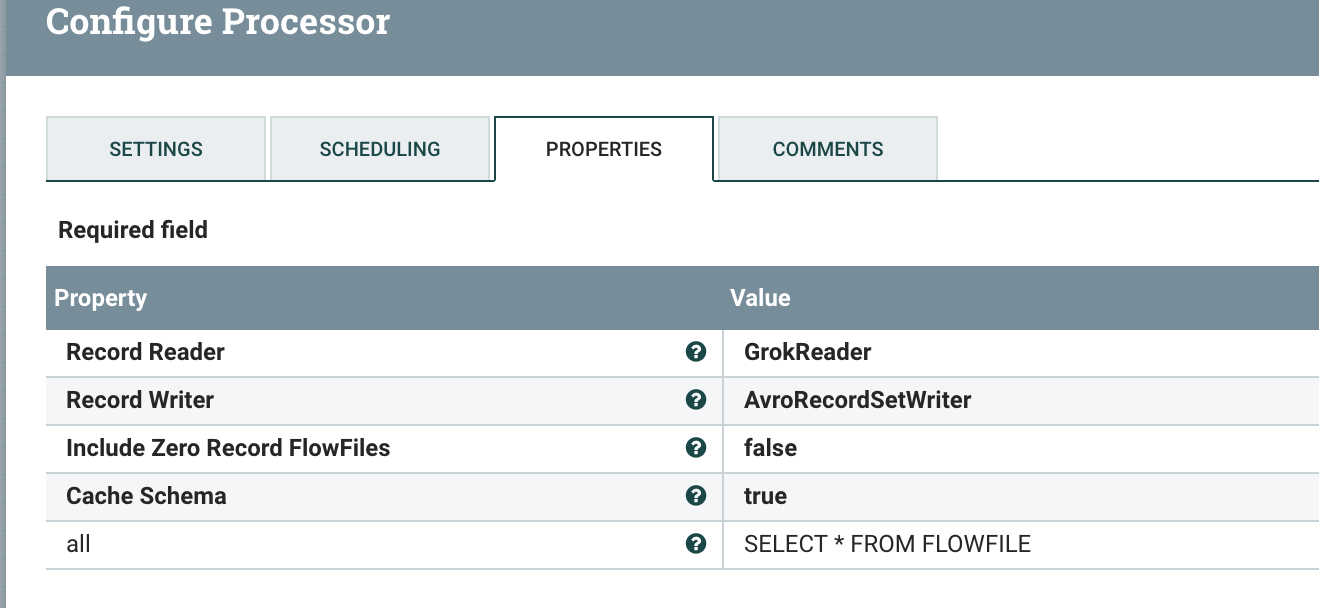 Configure Processor
SETTINGS SCHEDULING PROPERTIES COMMENTS
Required field
Property Value
Record Reader ? GrokReader
Record Writer ? AvroRecordSetWriter
Include Zero Record FlowFiles ? false
Cache Schema ? true
all ? SELECT * FROM FLOWFILE